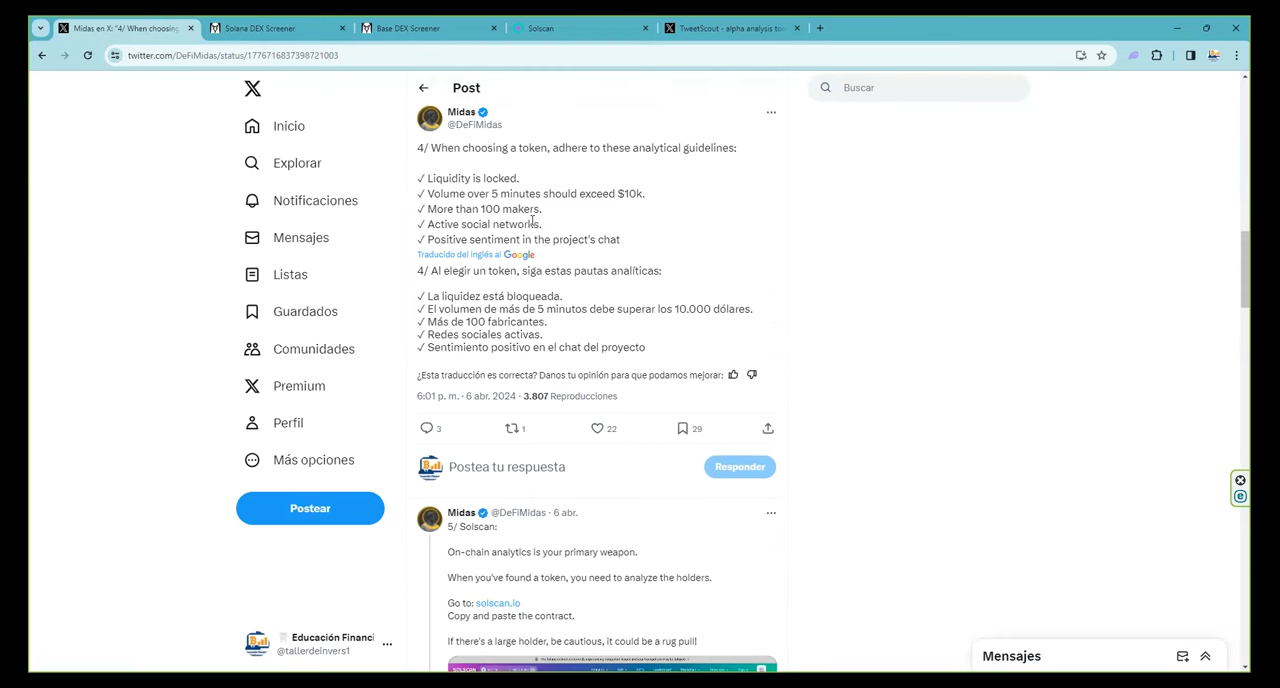 Midas en X: "4/ When choosing
Solana DEX Screener
Base DEX Screener
Solscan
TweetScout - alpha analysis too
twitter.com/DeFiMidas/status/1776716837398721003
Post
Buscar
Inicio
Explorar
Notificaciones
Mensajes
Listas
Guardados
Comunidades
Premium
Perfil
Más opciones
Postear
Educación Financi
@tallerdeinvers1
Midas
@DeFiMidas
4/ When choosing a token, adhere to these analytical guidelines:
✓ Liquidity is locked.
✓ Volume over 5 minutes should exceed $10k.
✓ More than 100 makers.
✓ Active social networks.
✓ Positive sentiment in the project's chat
Traducido del inglés al Google
4/ Al elegir un token, siga estas pautas analíticas:
✓ La liquidez está bloqueada.
✓ El volumen de más de 5 minutos debe superar los 10.000 dólares.
✓ Más de 100 fabricantes.
✓ Redes sociales activas.
✓ Sentimiento positivo en el chat del proyecto
¿Esta traducción es correcta? Danos tu opinión para que podamos mejorar:
6:01 p. m. · 6 abr. 2024 · 3.807 Reproducciones
3 1 22 29
Postea tu respuesta
Responder
Midas @DeFiMidas · 6 abr.
5/ Solscan:
On-chain analytics is your primary weapon.
When you've found a token, you need to analyze the holders.
Go to: solscan.io
Copy and paste the contract.
If there's a large holder, be cautious, it could be a rug pull!
SOLSCAN
Mensajes